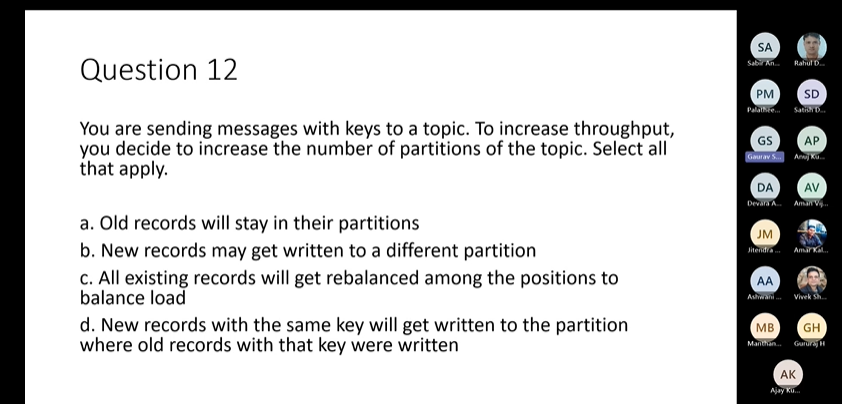 Question 12
You are sending messages with keys to a topic. To increase throughput,
you decide to increase the number of partitions of the topic. Select all
that apply.
a. Old records will stay in their partitions
b. New records may get written to a different partition
c. All existing records will get rebalanced among the positions to
balance load
d. New records with the same key will get written to the partition
where old records with that key were written
SA
Sabir An... Rahul D...
PM SD
Palathee... Satish D...
GS AP
Gaurav S... Anuj Ku...
DA AV
Devara A... Aman Vij...
JM
Jitendra ... Amar Kal...
AA
Ashwani ... Vivek Sh...
MB GH
Manthan... Gururaj H
AK
Ajay Ku...